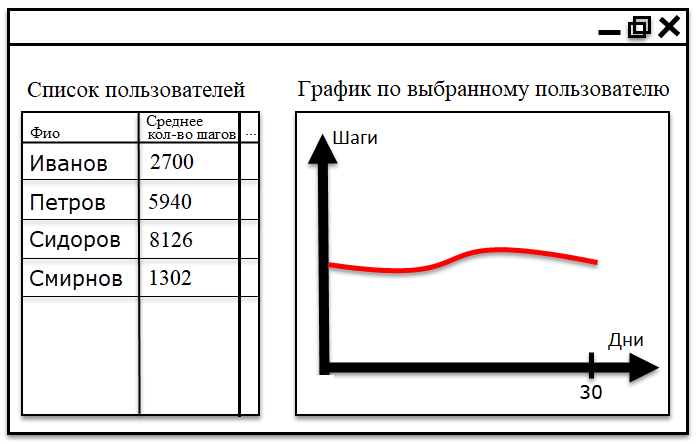 Список пользователей
Фио
Среднее
кол-во шагов
...
Иванов 2700
Петров 5940
Сидоров 8126
Смирнов 1302
График по выбранному пользователю
Шаги
Дни
30